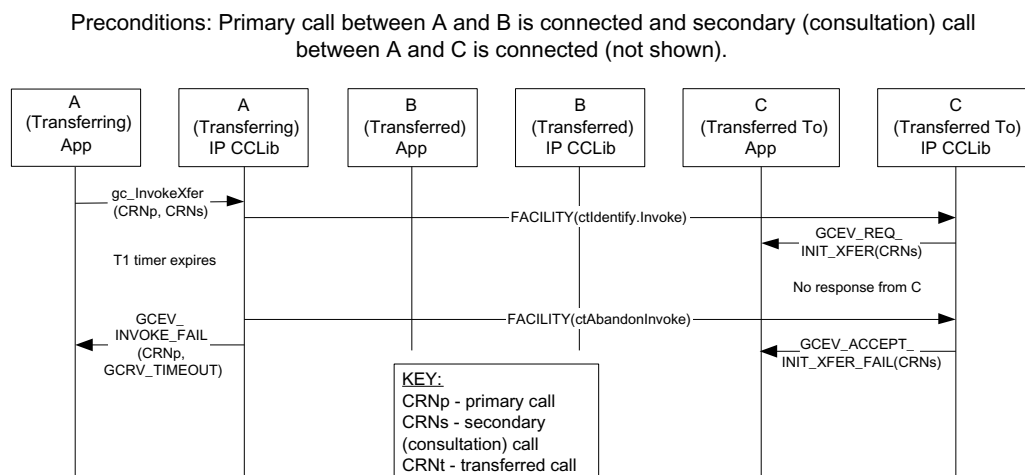 Preconditions: Primary call between A and B is connected and secondary (consultation) call
between A and C is connected (not shown).
A
(Transferring)
App
A
(Transferring)
IP CCLib
B
(Transferred)
App
B
(Transferred)
IP CCLib
C
(Transferred To)
App
C
(Transferred To)
IP CCLib
gc_InvokeXfer
(CRNp, CRNs)
FACILITY(ctIdentify.Invoke)
GCEV_REQ_
INIT_XFER(CRNs)
T1 timer expires
No response from C
GCEV_
INVOKE_FAIL
(CRNp,
GCRV_TIMEOUT)
FACILITY(ctAbandonInvoke)
GCEV_ACCEPT_
INIT_XFER_FAIL(CRNs)
KEY:
CRNp - primary call
CRNs - secondary
(consultation) call
CRNt - transferred call